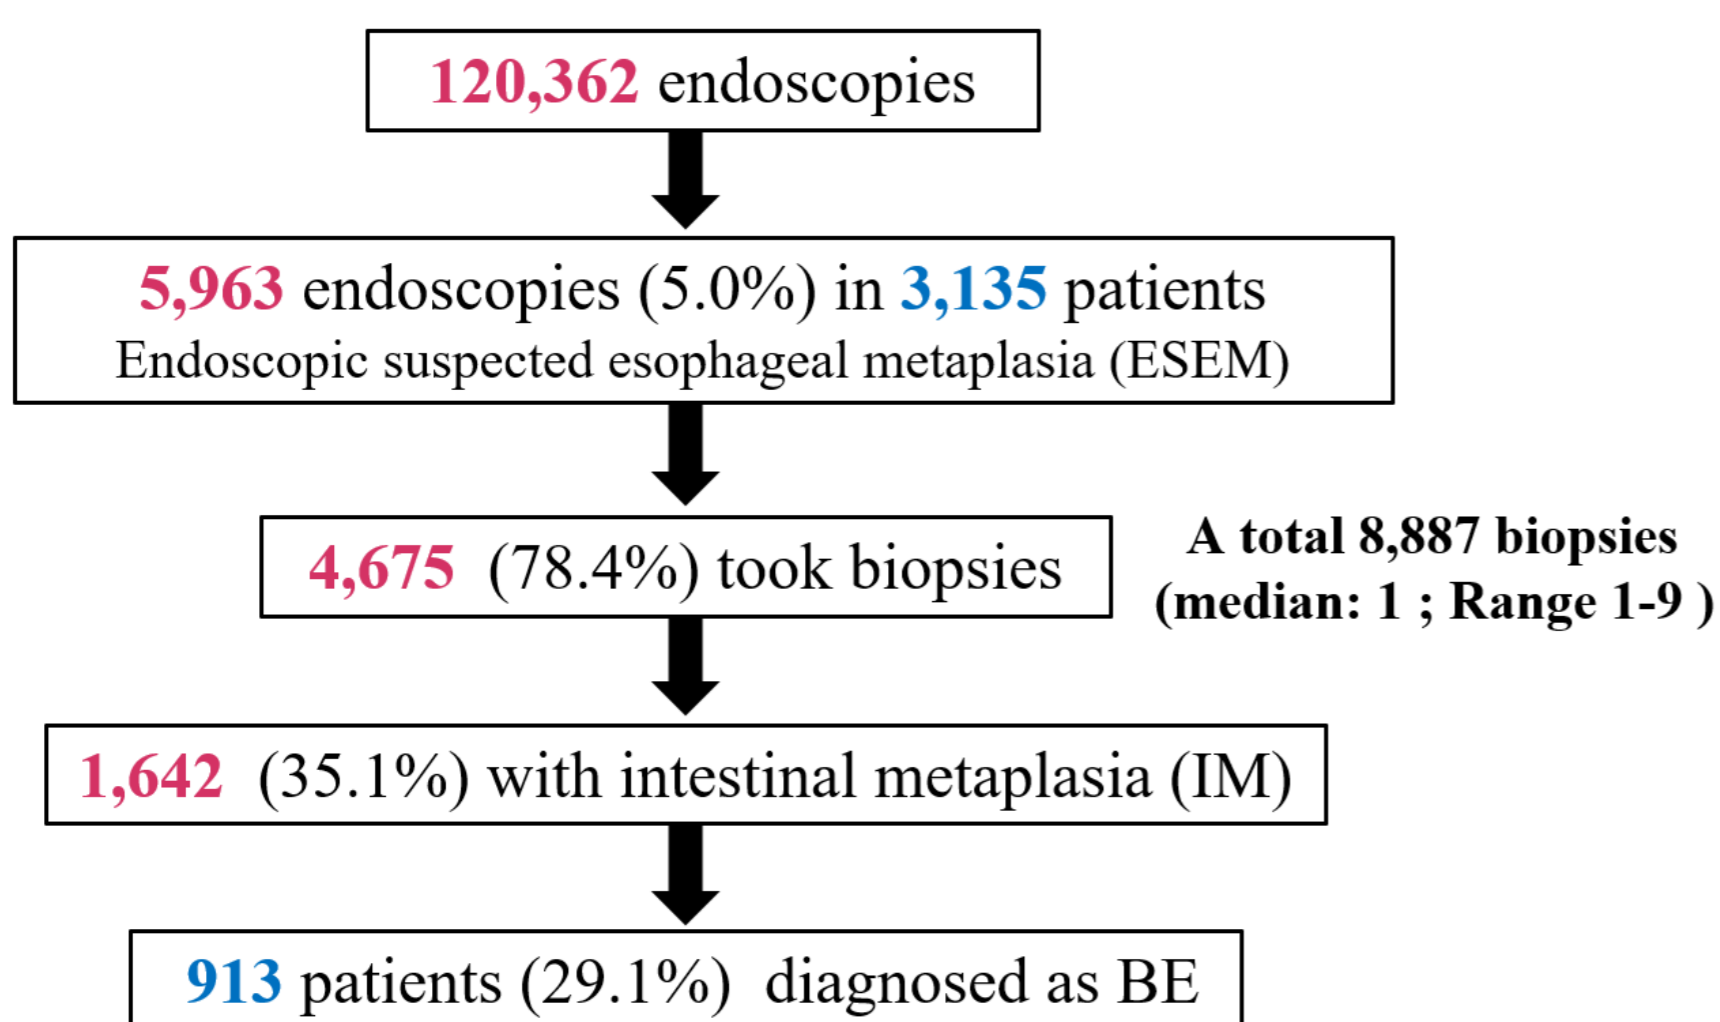 120,362 endoscopies
5,963 endoscopies (5.0%) in 3,135 patients
Endoscopic suspected esophageal metaplasia (ESEM)
4,675 (78.4%) took biopsies
A total 8,887 biopsies
(median: 1 ; Range 1-9 )
1,642 (35.1%) with intestinal metaplasia (IM)
913 patients (29.1%) diagnosed as BE